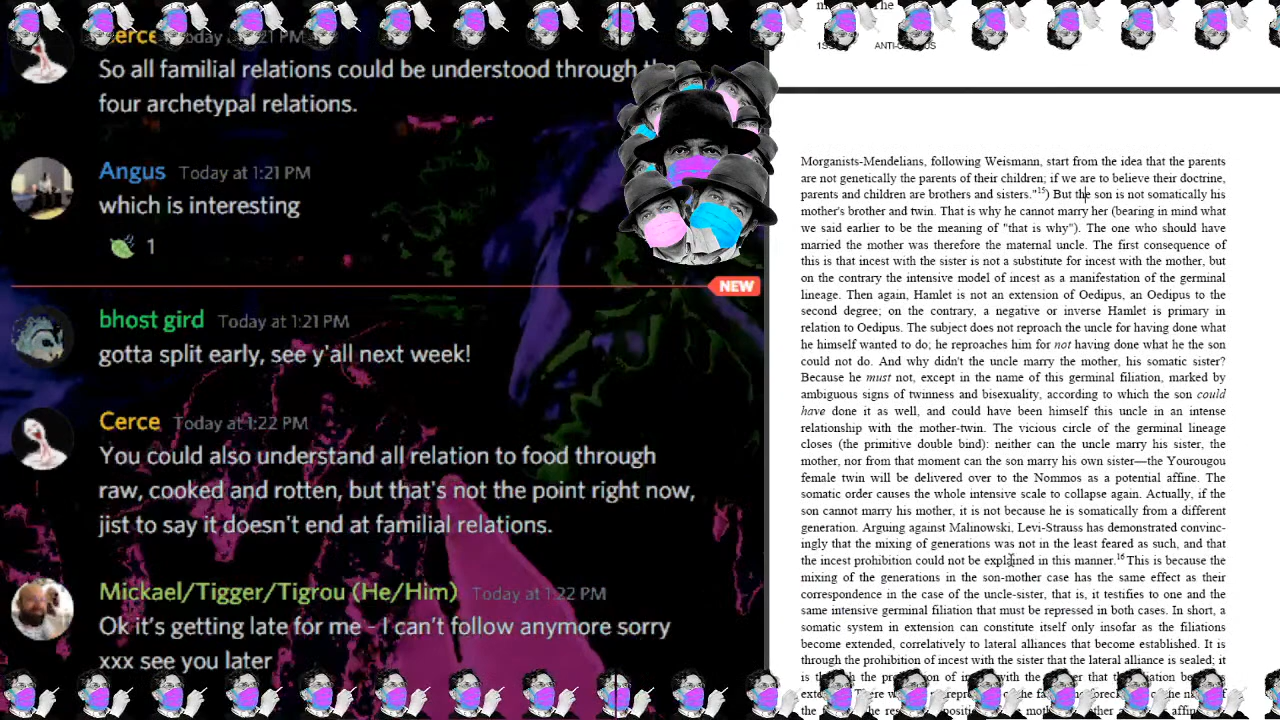 Cerce Today at 1:21 PM
So all familial relations could be understood through the
four archetypal relations.
Angus Today at 1:21 PM
which is interesting
1
NEW
bhost gird Today at 1:21 PM
gotta split early, see y'all next week!
Cerce Today at 1:22 PM
You could also understand all relation to food through
raw, cooked and rotten, but that's not the point right now,
jist to say it doesn't end at familial relations.
Mickael/Tigger/Tigrou (He/Him) Today at 1:22 PM
Ok it's getting late for me - I can't follow anymore sorry
xxx see you later
The
Morganists-Mendelians, following Weismann, start from the idea that the parents
are not genetically the parents of their children; if we are to believe their doctrine,
parents and children are brothers and sisters."15) But the son is not somatically his
mother's brother and twin. That is why he cannot marry her (bearing in mind what
we said earlier to be the meaning of "that is why"). The one who should have
married the mother was therefore the maternal uncle. The first consequence of
this is that incest with the sister is not a substitute for incest with the mother, but
on the contrary the intensive model of incest as a manifestation of the germinal
lineage. Then again, Hamlet is not an extension of Oedipus, an Oedipus to the
second degree; on the contrary, a negative or inverse Hamlet is primary in
relation to Oedipus. The subject does not reproach the uncle for having done what
he himself wanted to do; he reproaches him for not having done what he the son
could not do. And why didn't the uncle marry the mother, his somatic sister?
Because he must not, except in the name of this germinal filiation, marked by
ambiguous signs of twinness and bisexuality, according to which the son could
have done it as well, and could have been himself this uncle in an intense
relationship with the mother-twin. The vicious circle of the germinal lineage
closes (the primitive double bind): neither can the uncle marry his sister, the
mother, nor from that moment can the son marry his own sister—the Yourougou
female twin will be delivered over to the Nommos as a potential affine. The
somatic order causes the whole intensive scale to collapse again. Actually, if the
son cannot marry his mother, it is not because he is somatically from a different
generation. Arguing against Malinowski, Levi-Strauss has demonstrated convinc-
ingly that the mixing of generations was not in the least feared as such, and that
the incest prohibition could not be explained in this manner.16 This is because the
mixing of the generations in the son-mother case has the same effect as their
correspondence in the case of the uncle-sister, that is, it testifies to one and the
same intensive germinal filiation that must be repressed in both cases. In short, a
somatic system in extension can constitute itself only insofar as the filiations
become extended, correlatively to lateral alliances that become established. It is
through the prohibition of incest with the sister that the lateral alliance is sealed; it
is with the that the